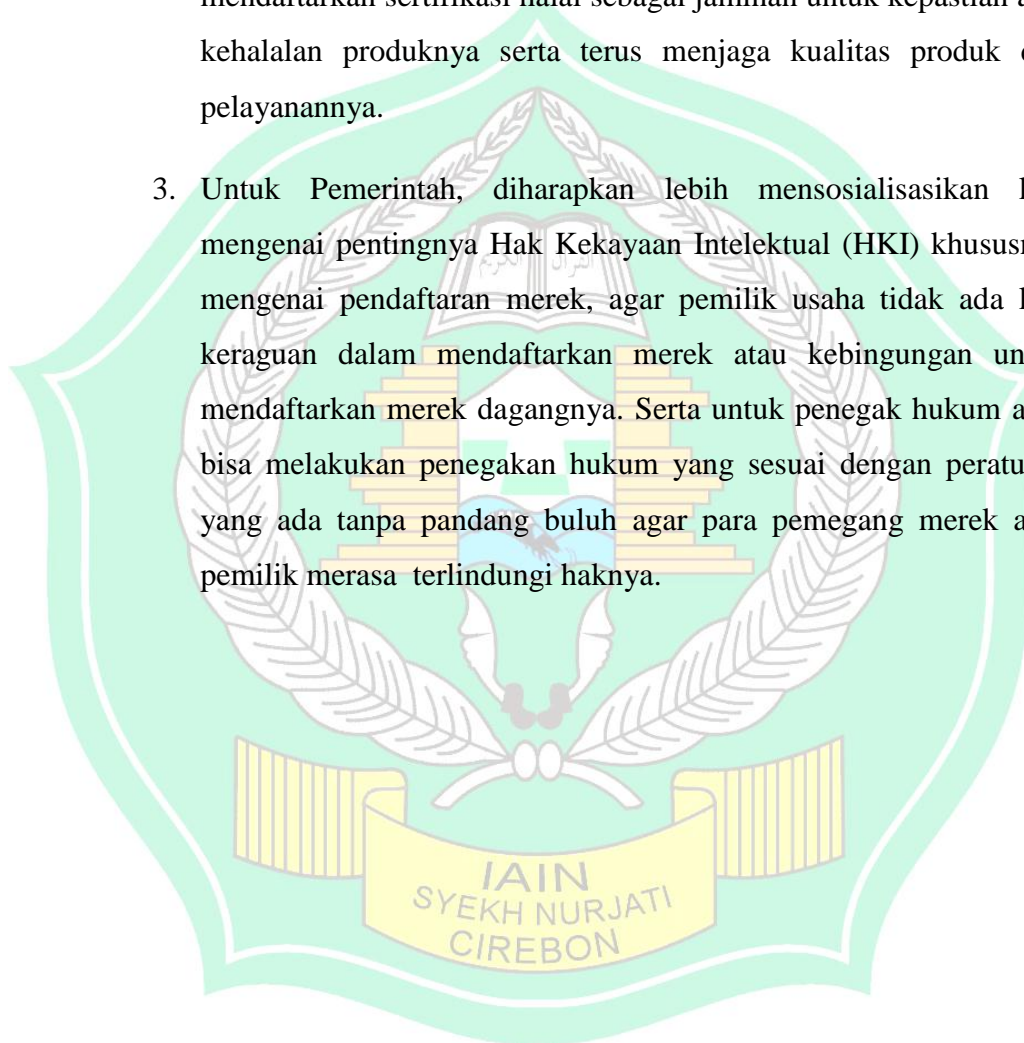 mendaftarkan sertifikasi halal sebagai jaminan untuk kepastian
kehalalan produknya serta terus menjaga kualitas produk
pelayanannya.
3. Untuk Pemerintah, diharapkan lebih mensosialisasikan
mengenai pentingnya Hak Kekayaan Intelektual (HKI)
mengenai pendaftaran merek, agar pemilik usaha tidak ada
keraguan dalam mendaftarkan merek atau kebingungan
mendaftarkan merek dagangnya. Serta untuk penegak hukum
bisa melakukan penegakan hukum yang sesuai dengan
yang ada tanpa pandang buluh agar para pemegang merek
pemilik merasa terlindungi haknya.
القرآن الكريم
IAIN
SYEKH NURJATI
CIREBON